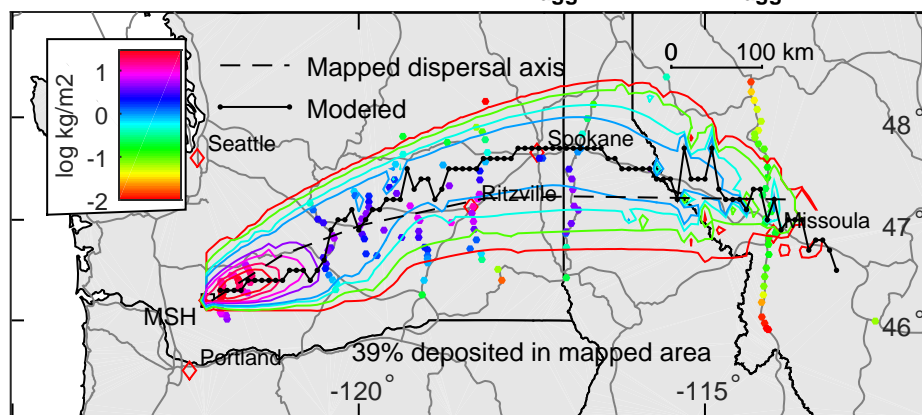 log kg/m2
1
0
-1
-2
Mapped dispersal axis
Modeled
0 100 km
Seattle
Spokane
Ritzville
Missoula
MSH
Portland
39% deposited in mapped area
48°
47°
46°
-120°
-115°